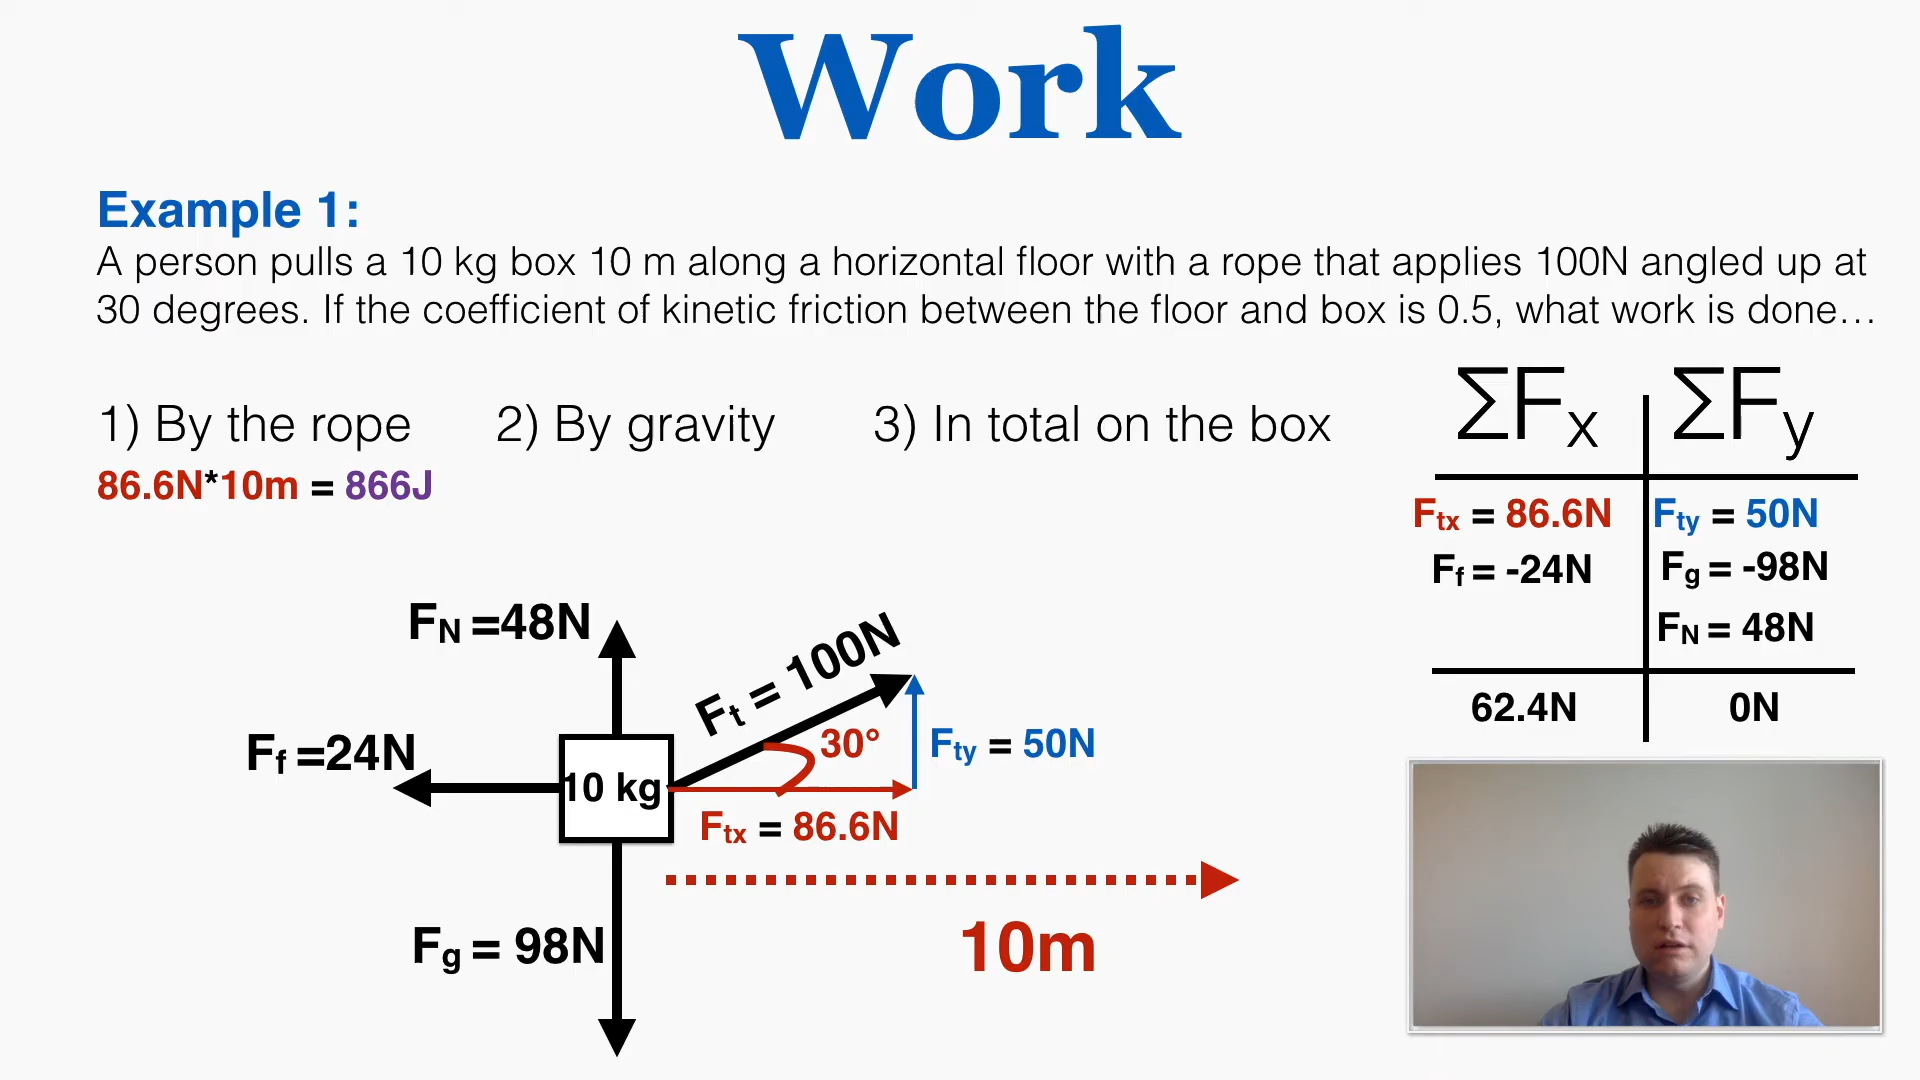 Work
Example 1:
A person pulls a 10 kg box 10 m along a horizontal floor with a rope that applies 100N angled up at
30 degrees. If the coefficient of kinetic friction between the floor and box is 0.5, what work is done…
1) By the rope 2) By gravity 3) In total on the box
86.6N*10m = 866J
ΣFx ΣFy
Ftx = 86.6N Fty = 50N
Ff = -24N Fg = -98N
FN = 48N
62.4N 0N
FN =48N
Ft = 100N
Ff =24N
30°
Fty = 50N
10 kg
Ftx = 86.6N
Fg = 98N
10m